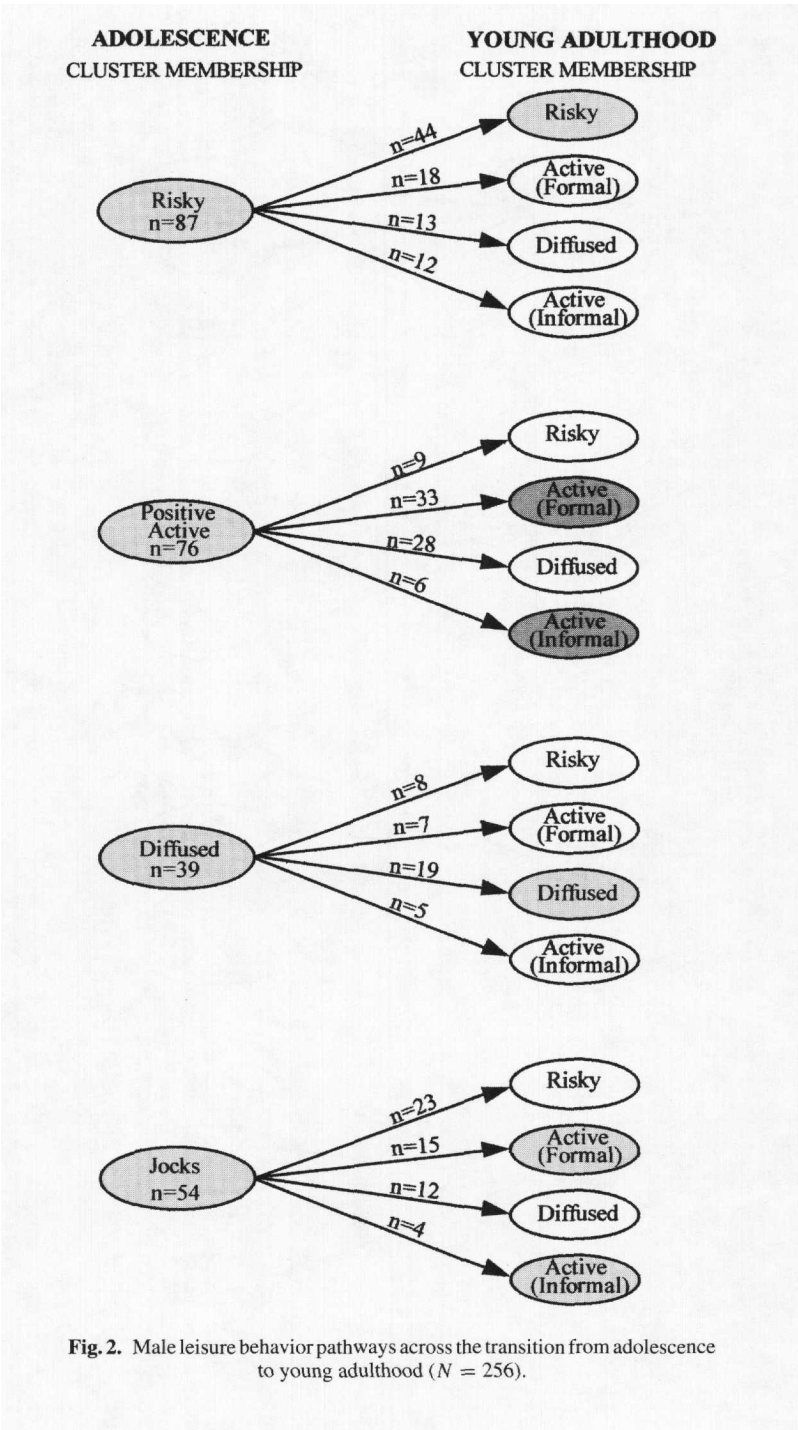 ADOLESCENCE
CLUSTER MEMBERSHIP
YOUNG ADULTHOOD
CLUSTER MEMBERSHIP
Risky
n=87
n=44
n=18
n=13
n=12
Risky
Active
(Formal)
Diffused
Active
(Informal)
Positive
Active
n=76
n=9
n=33
n=28
n=6
Risky
Active
(Formal)
Diffused
Active
(Informal)
Diffused
n=39
n=8
n=7
n=19
n=5
Risky
Active
(Formal)
Diffused
Active
(Informal)
Jocks
n=54
n=23
n=15
n=12
n=4
Risky
Active
(Formal)
Diffused
Active
(Informal)
Fig. 2. Male leisure behavior pathways across the transition from adolescence
to young adulthood (N = 256).